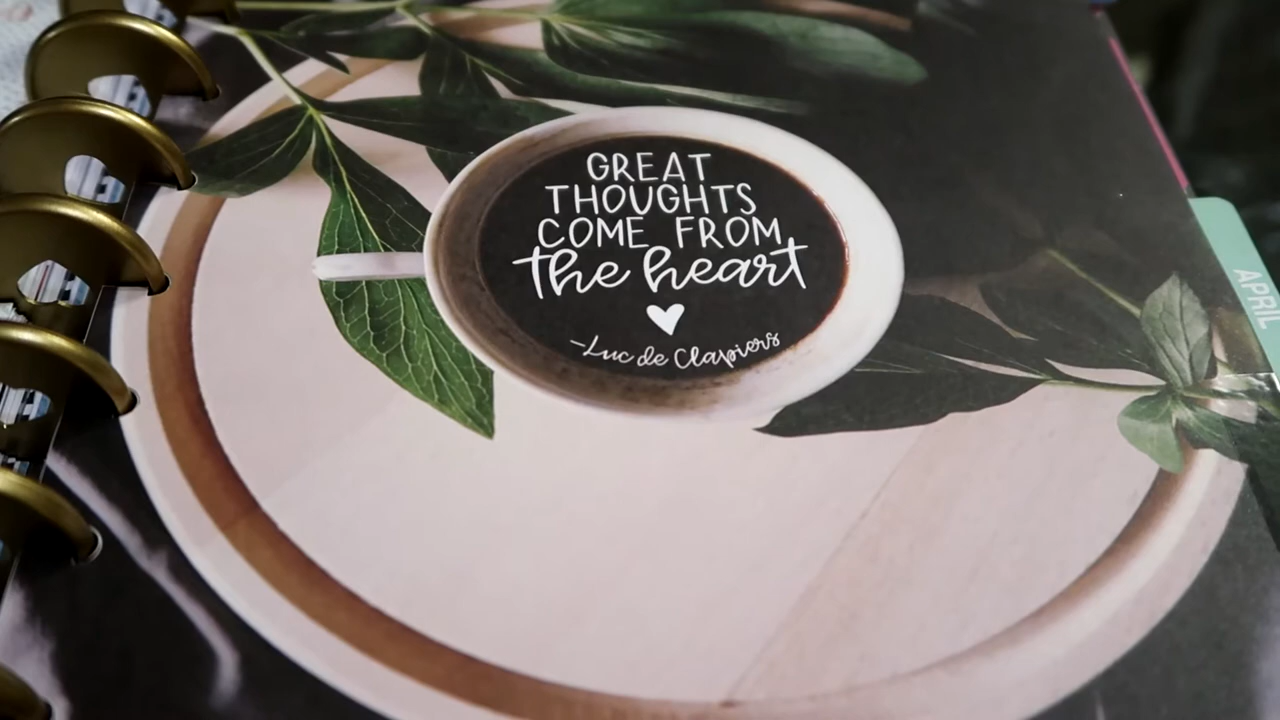 GREAT
THOUGHTS
COME FROM
the heart
-Luc de Clapiers
APRIL